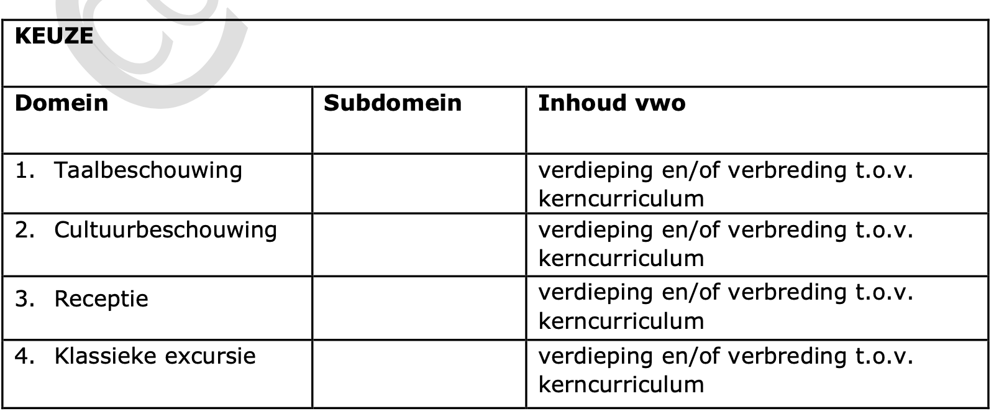 KEUZE
Domein Subdomein Inhoud vwo
1. Taalbeschouwing verdieping en/of verbreding t.o.v.
kerncurriculum
2. Cultuurbeschouwing verdieping en/of verbreding t.o.v.
kerncurriculum
3. Receptie verdieping en/of verbreding t.o.v.
kerncurriculum
4. Klassieke excursie verdieping en/of verbreding t.o.v.
kerncurriculum